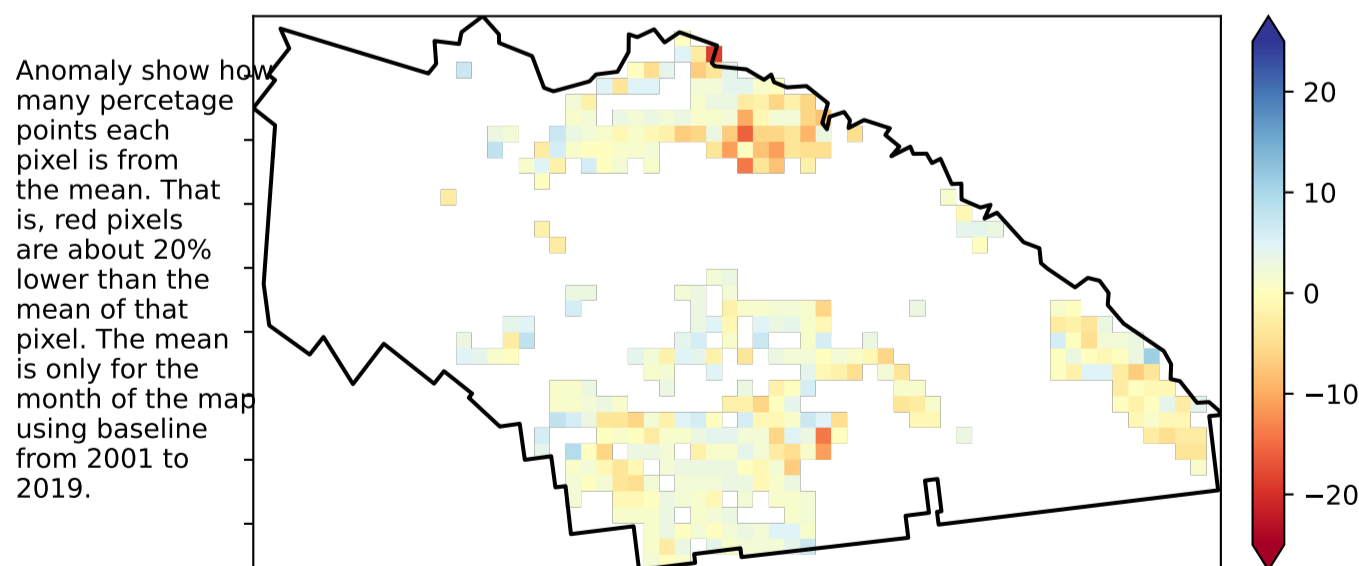 Anomaly show how
many percetage
points each
pixel is from
the mean. That
is, red pixels
are about 20%
lower than the
mean of that
pixel. The mean
is only for the
month of the map
using baseline
from 2001 to
2019.
20
10
0
−10
−20